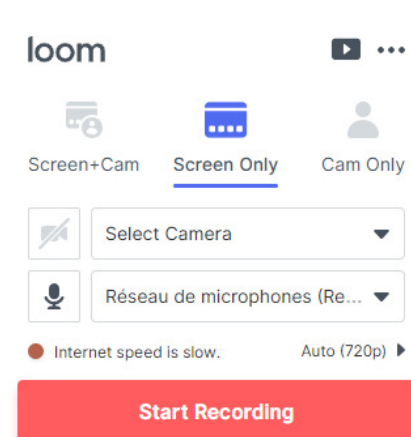 loom
Screen+Cam Screen Only Cam Only
Select Camera
Réseau de microphones (Re...
Internet speed is slow. Auto (720p)
Start Recording